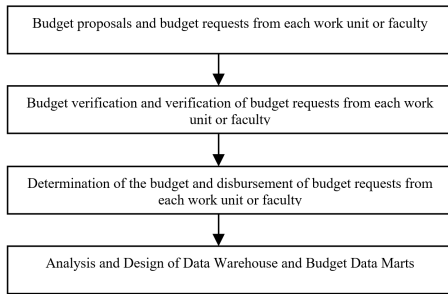 Budget proposals and budget requests from each work unit or faculty
Budget verification and verification of budget requests from each work
unit or faculty
Determination of the budget and disbursement of budget requests from
each work unit or faculty
Analysis and Design of Data Warehouse and Budget Data Marts